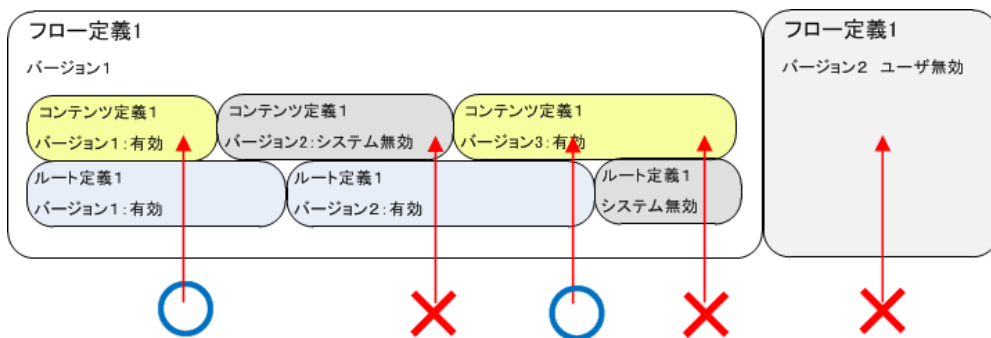 フロー定義1
バージョン1
コンテンツ定義1
バージョン1:有効
コンテンツ定義1
バージョン2:システム無効
コンテンツ定義1
バージョン3:有効
ルート定義1
バージョン1:有効
ルート定義1
バージョン2:有効
ルート定義1
システム無効
フロー定義1
バージョン2 ユーザ無効